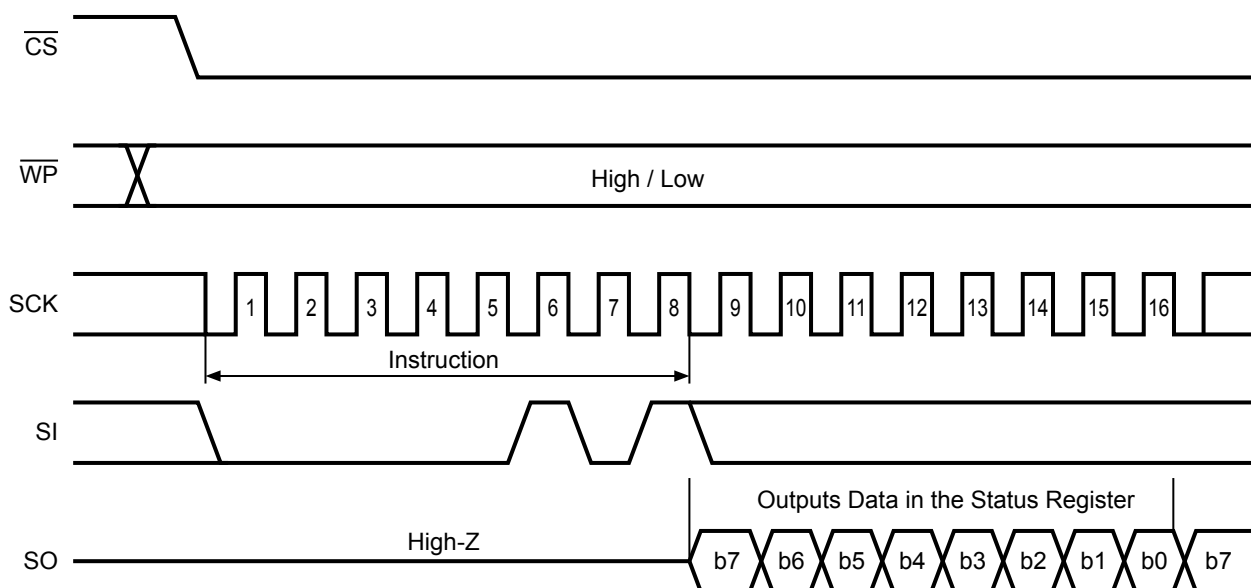 CS
WP
High / Low
SCK
1 2 3 4 5 6 7 8 9 10 11 12 13 14 15 16
Instruction
SI
Outputs Data in the Status Register
High-Z
SO
b7 b6 b5 b4 b3 b2 b1 b0 b7